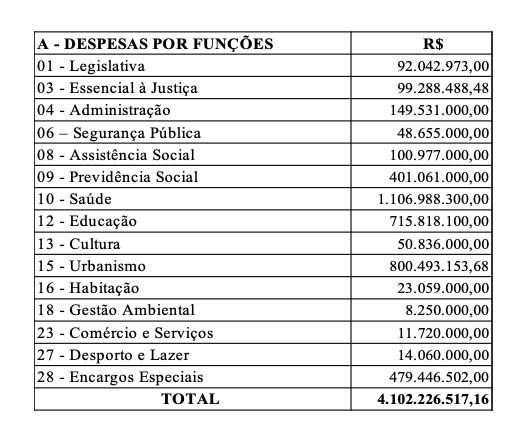 A - DESPESAS POR FUNÇÕES R$
01 - Legislativa 92.042.973,00
03 - Essencial à Justiça 99.288.488,48
04 - Administração 149.531.000,00
06 – Segurança Pública 48.655.000,00
08 - Assistência Social 100.977.000,00
09 - Previdência Social 401.061.000,00
10 - Saúde 1.106.988.300,00
12 - Educação 715.818.100,00
13 - Cultura 50.836.000,00
15 - Urbanismo 800.493.153,68
16 - Habitação 23.059.000,00
18 - Gestão Ambiental 8.250.000,00
23 - Comércio e Serviços 11.720.000,00
27 - Desporto e Lazer 14.060.000,00
28 - Encargos Especiais 479.446.502,00
TOTAL 4.102.226.517,16